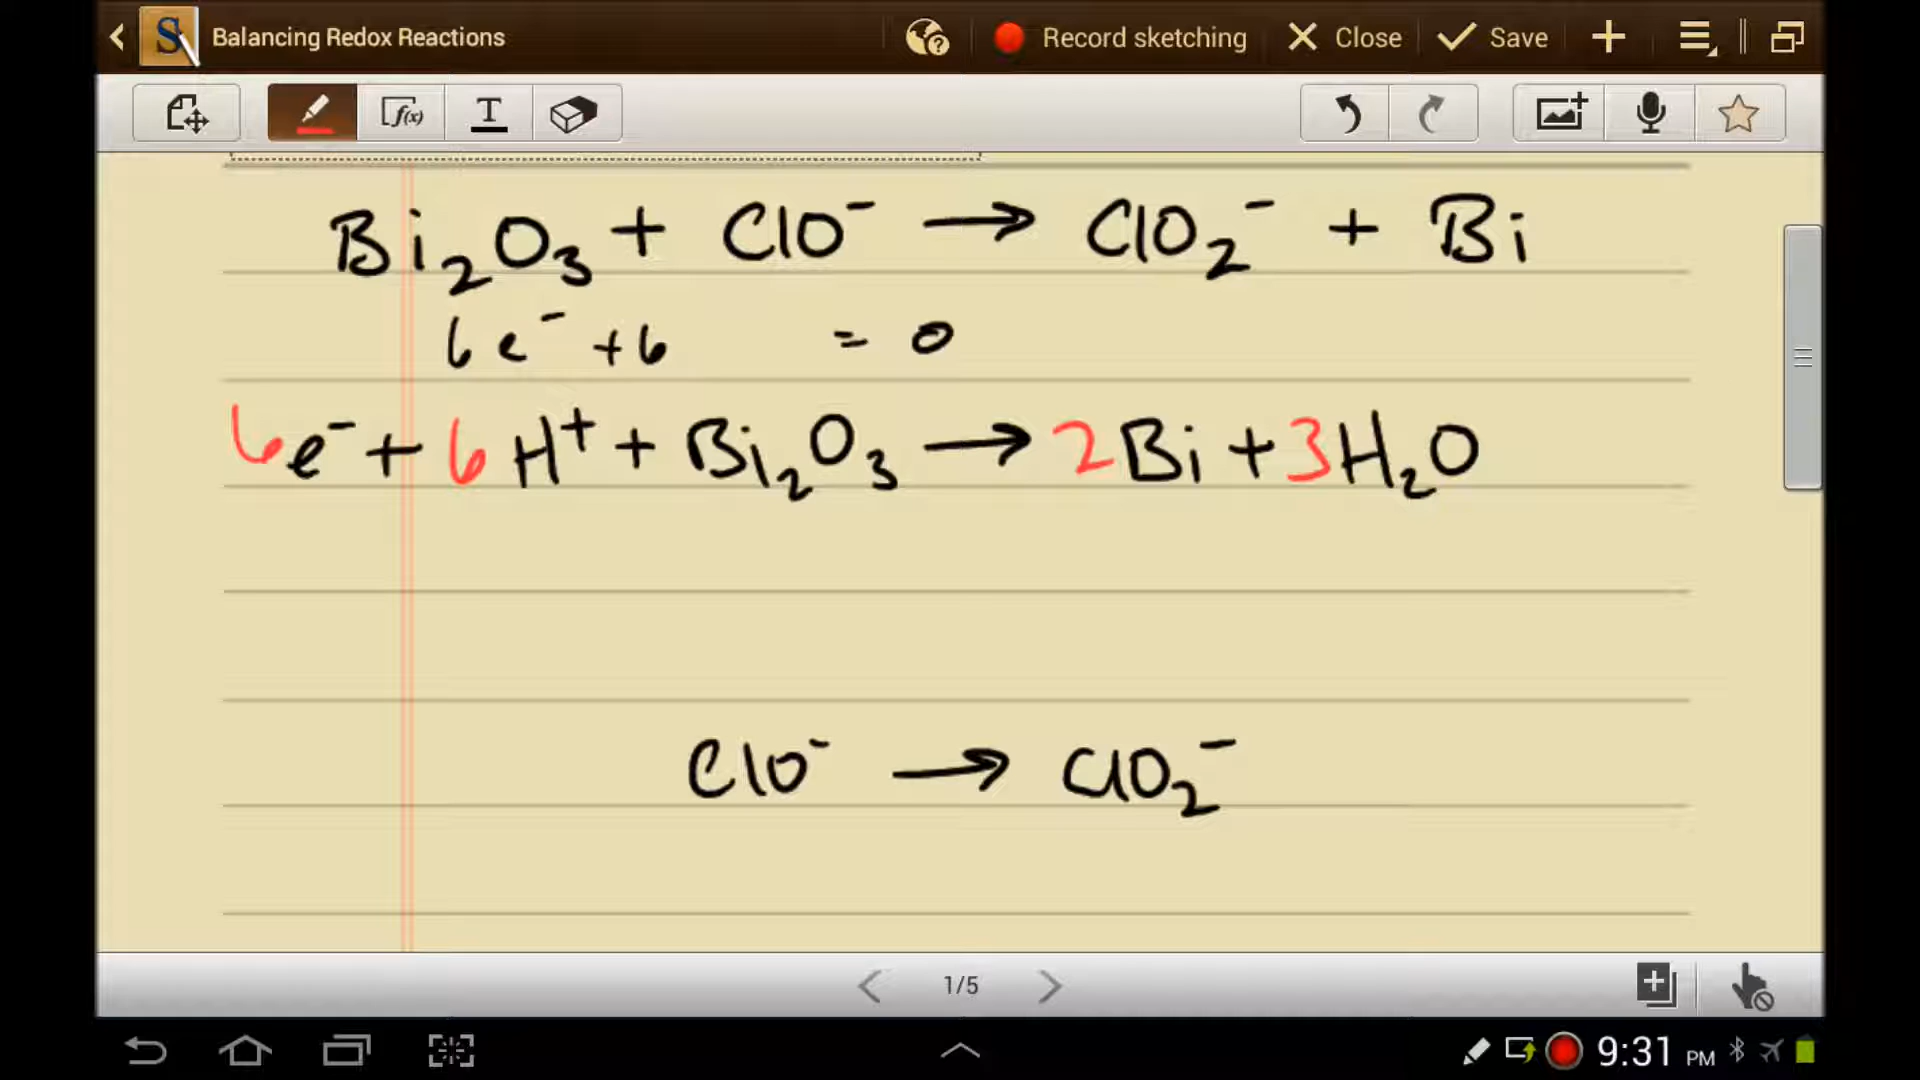 Balancing Redox Reactions
Record sketching
Close
Save
f(x)
T
Bi₂O₃ + ClO⁻ → ClO₂⁻ + Bi
6e⁻ +6 = 0
6e⁻ + 6H⁺ + Bi₂O₃ → 2Bi + 3H₂O
ClO⁻ → ClO₂⁻
1/5
9:31 PM